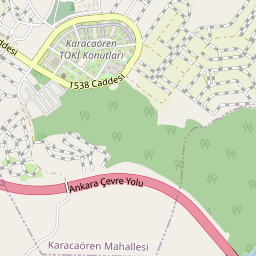 Karacaören
TOKİ Konutları
Caddesi
1538 Caddesi
Ankara Çevre Yolu
Karacaören Mahallesi